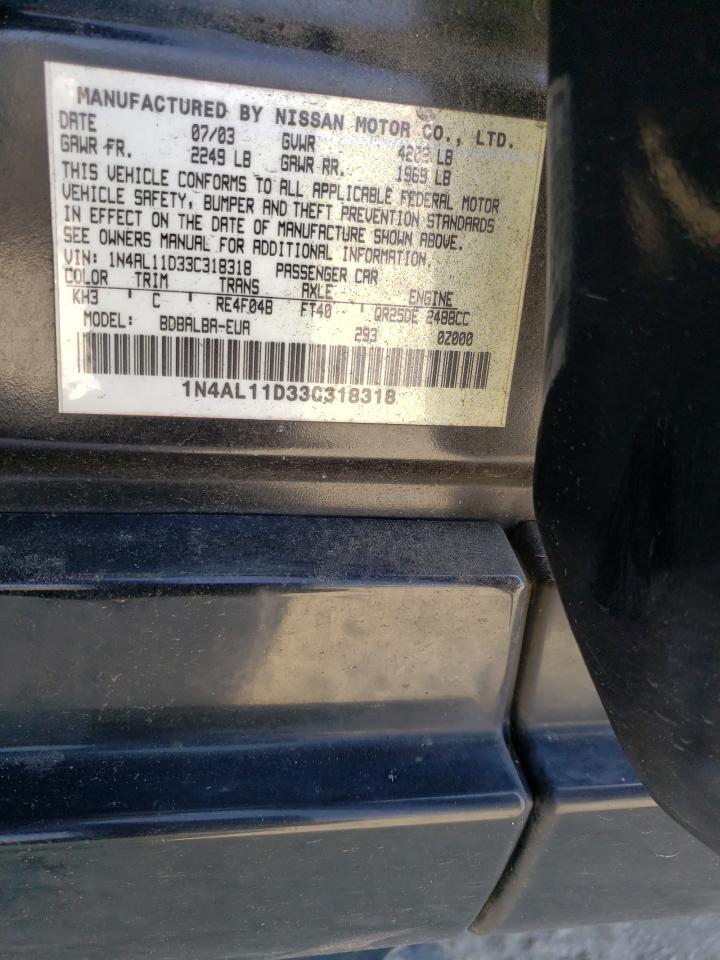 MANUFACTURED BY NISSAN MOTOR CO., LTD.
DATE 07/03 GVWR 4203 LB
GAWR FR. 2249 LB GAWR RR. 1969 LB
THIS VEHICLE CONFORMS TO ALL APPLICABLE FEDERAL MOTOR
VEHICLE SAFETY, BUMPER AND THEFT PREVENTION STANDARDS
IN EFFECT ON THE DATE OF MANUFACTURE SHOWN ABOVE.
SEE OWNERS MANUAL FOR ADDITIONAL INFORMATION.
VIN: 1N4AL11D33C318318 PASSENGER CAR
COLOR TRIM TRANS AXLE ENGINE
KH3 C RE4F04B FT40 QR25DE 2488CC
MODEL: BDBALBA-EUA 293 0Z000
1N4AL11D33C318318